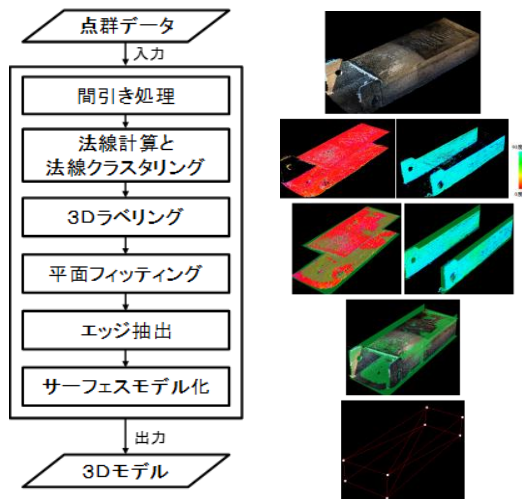 点群データ
入力
間引き処理
法線計算と
法線クラスタリング
3Dラベリング
平面フィッティング
エッジ抽出
サーフェスモデル化
出力
3Dモデル